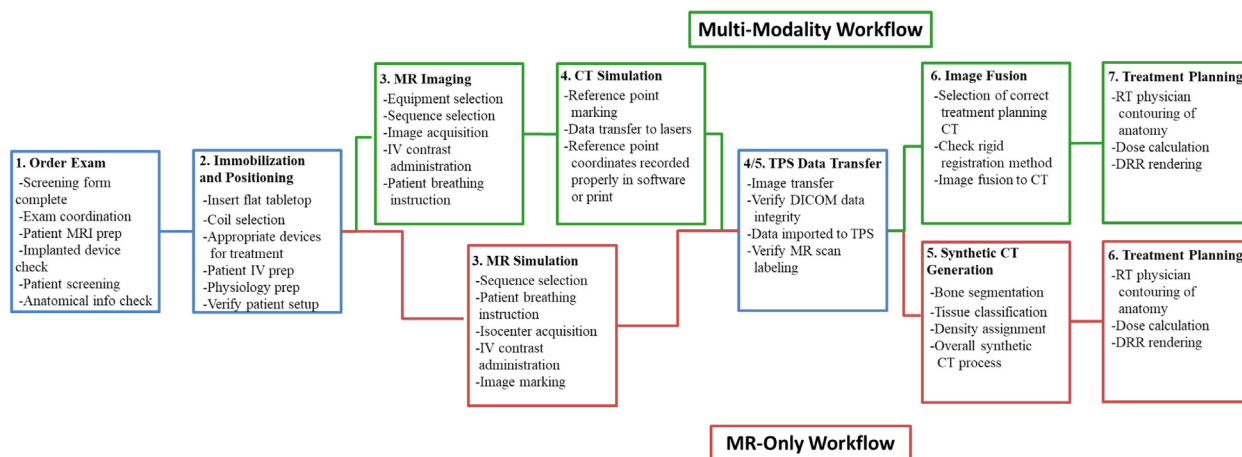 Multi-Modality Workflow
1. Order Exam
-Screening form
complete
-Exam coordination
-Patient MRI prep
-Implanted device
check
-Patient screening
-Anatomical info check
2. Immobilization
and Positioning
-Insert flat tabletop
-Coil selection
-Appropriate devices
for treatment
-Patient IV prep
-Physiology prep
-Verify patient setup
3. MR Imaging
-Equipment selection
-Sequence selection
-Image acquisition
-IV contrast
administration
-Patient breathing
instruction
4. CT Simulation
-Reference point
marking
-Data transfer to lasers
-Reference point
coordinates recorded
properly in software
or print
3. MR Simulation
-Sequence selection
-Patient breathing
instruction
-Isocenter acquisition
-IV contrast
administration
-Image marking
4/5. TPS Data Transfer
-Image transfer
-Verify DICOM data
integrity
-Data imported to TPS
-Verify MR scan
labeling
6. Image Fusion
-Selection of correct
treatment planning
CT
-Check rigid
registration method
-Image fusion to CT
7. Treatment Planning
-RT physician
contouring of
anatomy
-Dose calculation
-DRR rendering
5. Synthetic CT
Generation
-Bone segmentation
-Tissue classification
-Density assignment
-Overall synthetic
CT process
6. Treatment Planning
-RT physician
contouring of
anatomy
-Dose calculation
-DRR rendering
MR-Only Workflow